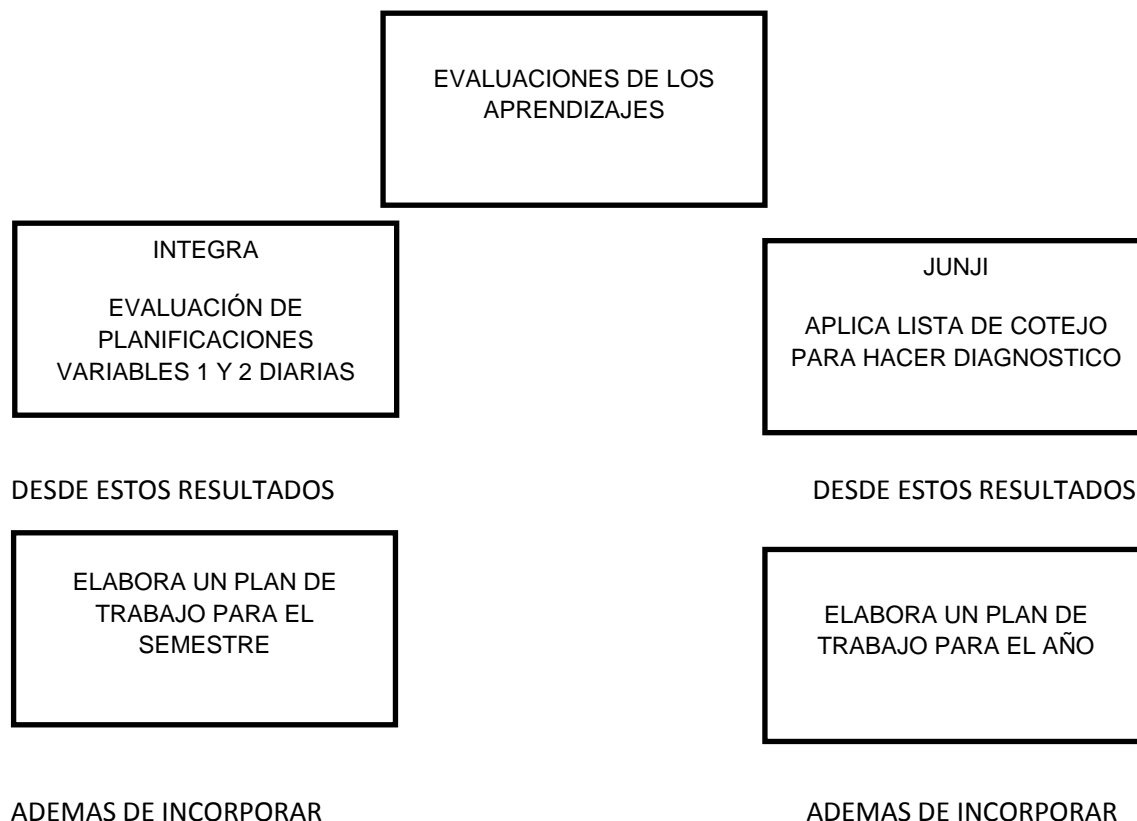 EVALUACIONES DE LOS
APRENDIZAJES
INTEGRA
EVALUACIÓN DE
PLANIFICACIONES
VARIABLES 1 Y 2 DIARIAS
JUNJI
APLICA LISTA DE COTEJO
PARA HACER DIAGNOSTICO
DESDE ESTOS RESULTADOS
DESDE ESTOS RESULTADOS
ELABORA UN PLAN DE
TRABAJO PARA EL
SEMESTRE
ELABORA UN PLAN DE
TRABAJO PARA EL AÑO
ADEMAS DE INCORPORAR
ADEMAS DE INCORPORAR